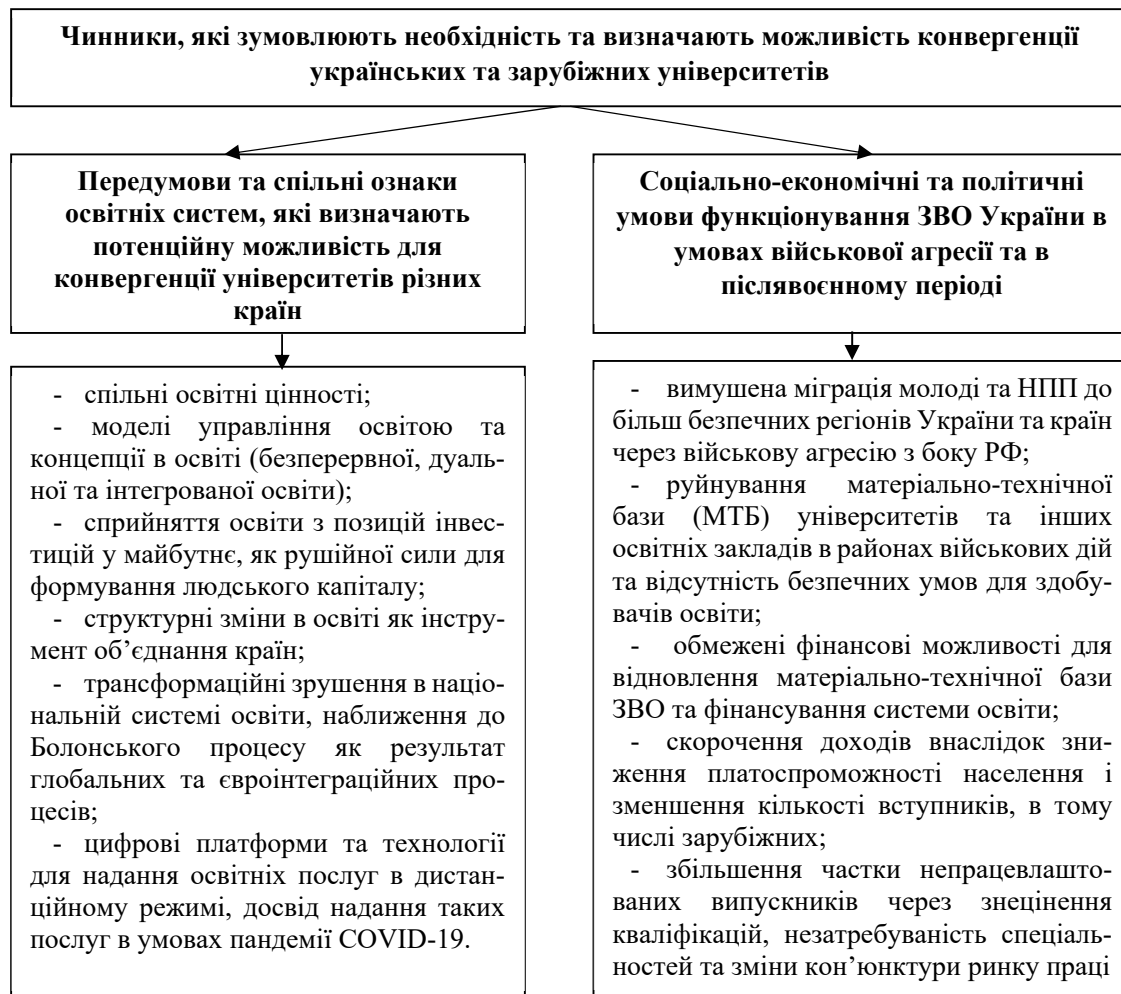 Чинники, які зумовлюють необхідність та визначають можливість конвергенції
українських та зарубіжних університетів
Передумови та спільні ознаки
освітніх систем, які визначають
потенційну можливість для
конвергенції університетів різних
країн
- спільні освітні цінності;
- моделі управління освітою та
концепції в освіті (безперервної, дуаль-
ної та інтегрованої освіти);
- сприйняття освіти з позицій інвес-
тицій у майбутнє, як рушійної сили для
формування людського капіталу;
- структурні зміни в освіті як інстру-
мент об’єднання країн;
- трансформаційні зрушення в націо-
нальній системі освіти, наближення до
Болонського процесу як результат
глобальних та євроінтеграційних про-
цесів;
- цифрові платформи та технології
для надання освітніх послуг в дистан-
ційному режимі, досвід надання таких
послуг в умовах пандемії COVID-19.
Соціально-економічні та політичні
умови функціонування ЗВО України в
умовах військової агресії та в
післявоєнному періоді
- вимушена міграція молоді та НПП до
більш безпечних регіонів України та країн
через військову агресію з боку РФ;
- руйнування матеріально-технічної
бази (МТБ) університетів та інших
освітніх закладів в районах військових дій
та відсутність безпечних умов для здобу-
вачів освіти;
- обмежені фінансові можливості для
відновлення матеріально-технічної бази
ЗВО та фінансування системи освіти;
- скорочення доходів внаслідок зни-
ження платоспроможності населення і
зменшення кількості вступників, в тому
числі зарубіжних;
- збільшення частки непрацевлашто-
ваних випускників через знецінення
кваліфікацій, незатребуваність спеціаль-
ностей та зміни кон’юнктури ринку праці